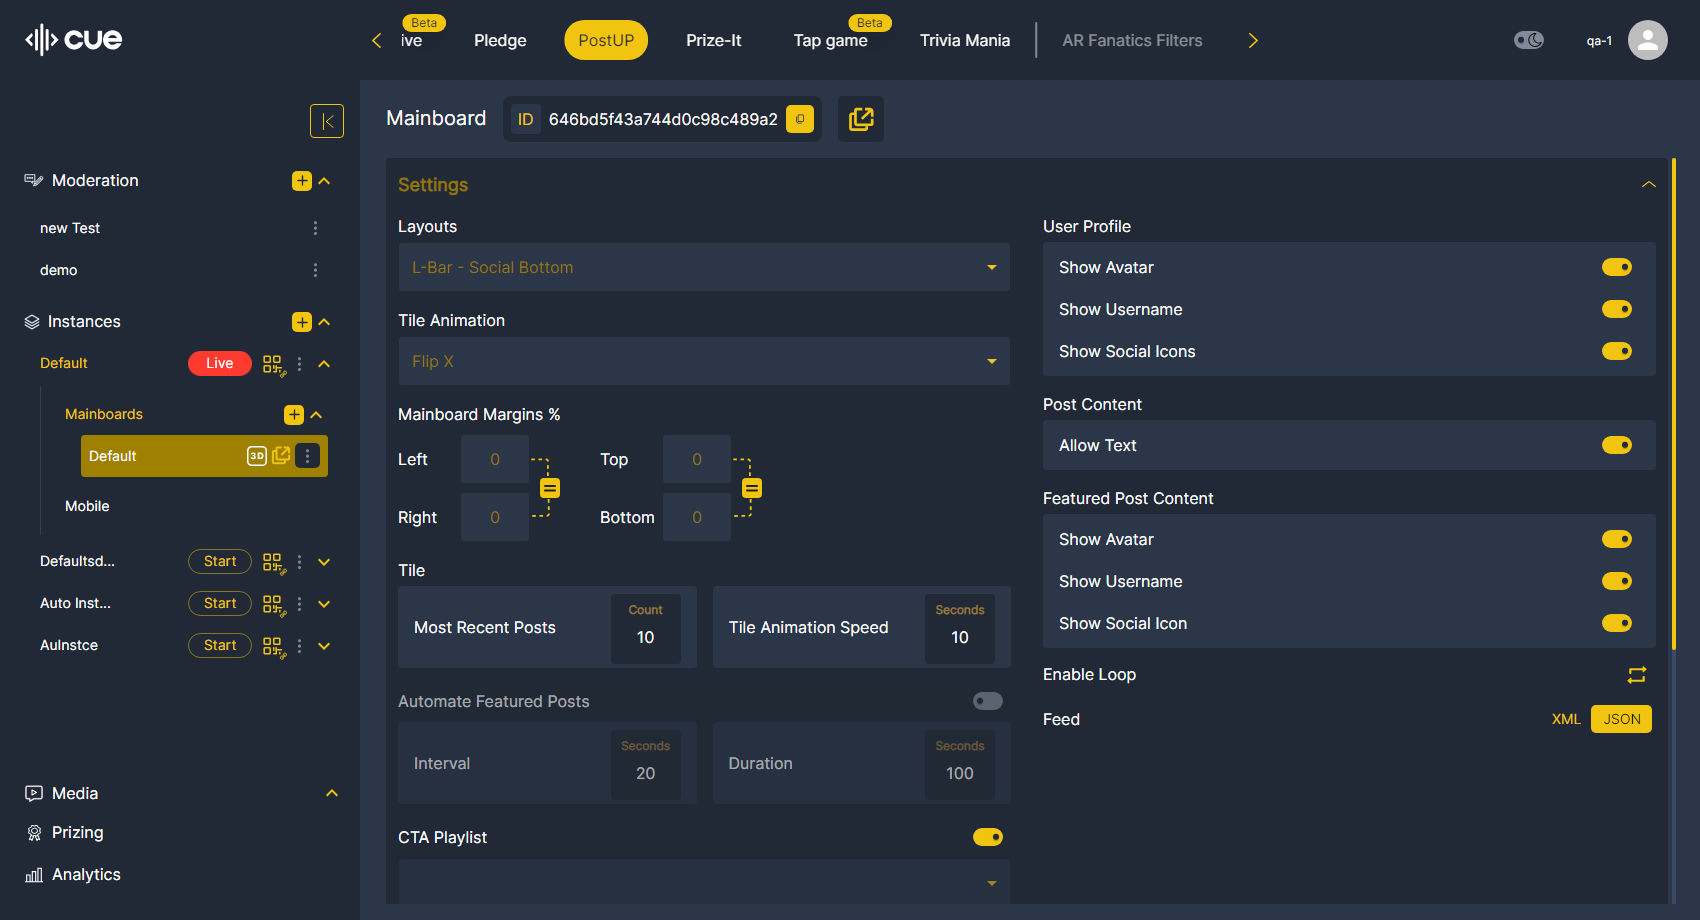 cue
Beta
ive
Pledge
PostUP
Prize-It
Beta
Tap game
Trivia Mania
AR Fanatics Filters
qa-1
Moderation
new Test
demo
Instances
Default
Live
Mainboards
Default
3D
Mobile
Defaultsd...
Start
Auto Inst...
Start
AuInstce
Start
Media
Prizing
Analytics
Mainboard
ID 646bd5f43a744d0c98c489a2
Settings
Layouts
L-Bar - Social Bottom
Tile Animation
Flip X
Mainboard Margins %
Left 0
Top 0
Right 0
Bottom 0
Tile
Most Recent Posts
Count
10
Tile Animation Speed
Seconds
10
Automate Featured Posts
Interval
Seconds
20
Duration
Seconds
100
CTA Playlist
User Profile
Show Avatar
Show Username
Show Social Icons
Post Content
Allow Text
Featured Post Content
Show Avatar
Show Username
Show Social Icon
Enable Loop
Feed
XML
JSON